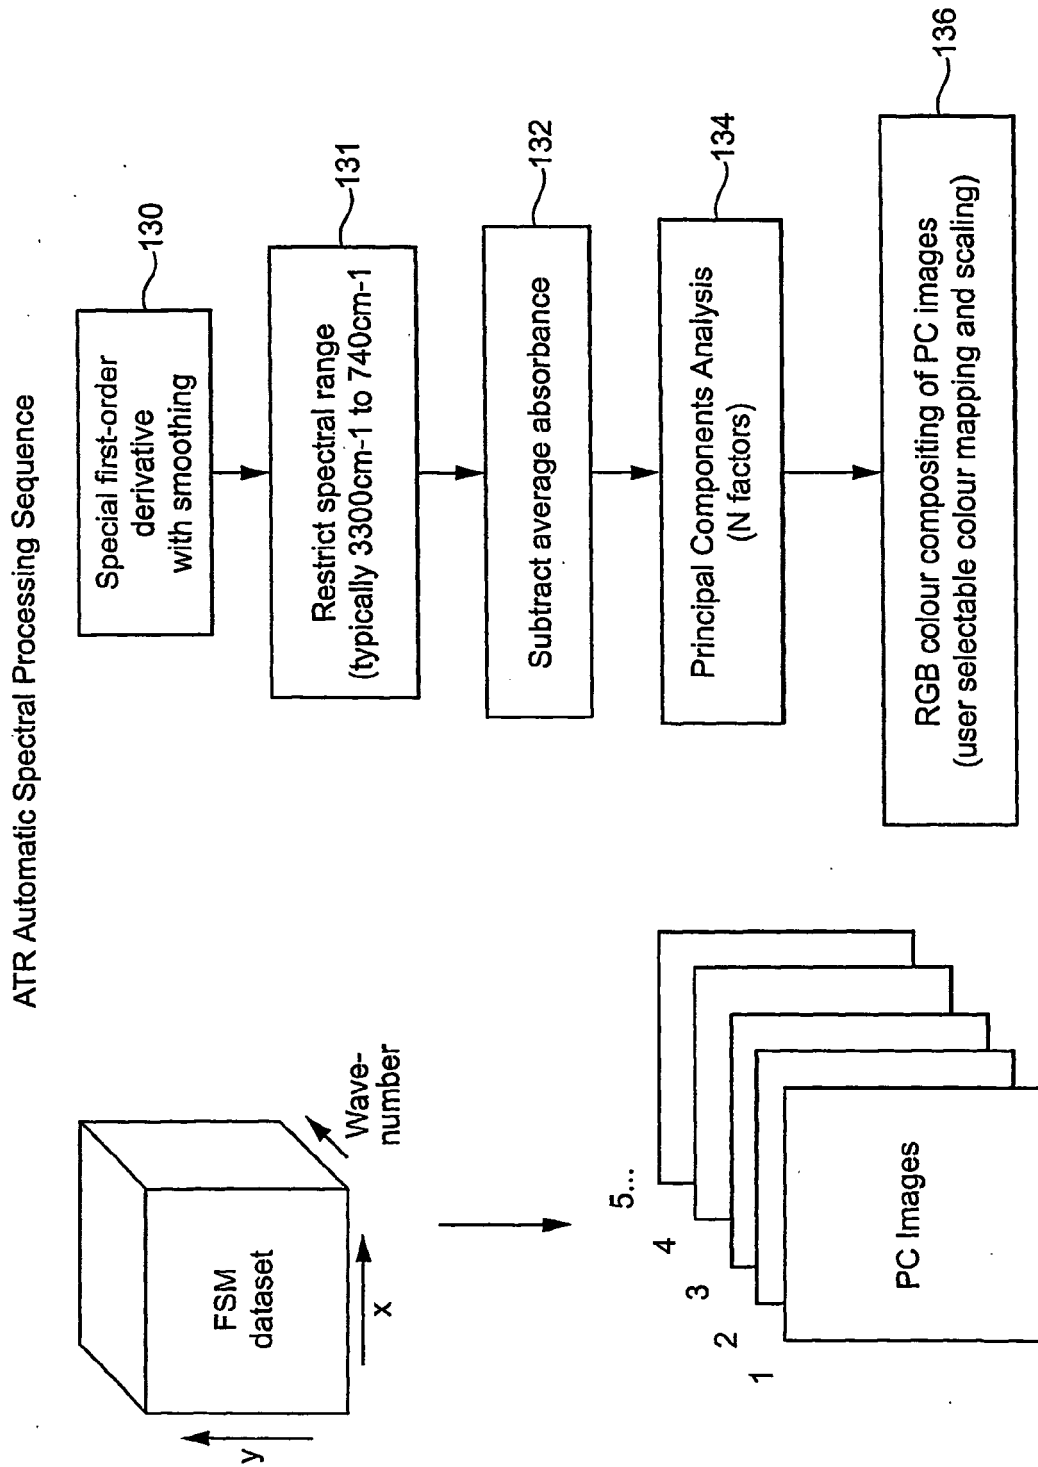 ATR Automatic Spectral Processing Sequence
FSM
dataset
y
x
Wave-
number
1
2
3
4
5...
PC Images
130
Special first-order
derivative
with smoothing
131
Restrict spectral range
(typically 3300cm-1 to 740cm-1
132
Subtract average absorbance
134
Principal Components Analysis
(N factors)
136
RGB colour compositing of PC images
(user selectable colour mapping and scaling)